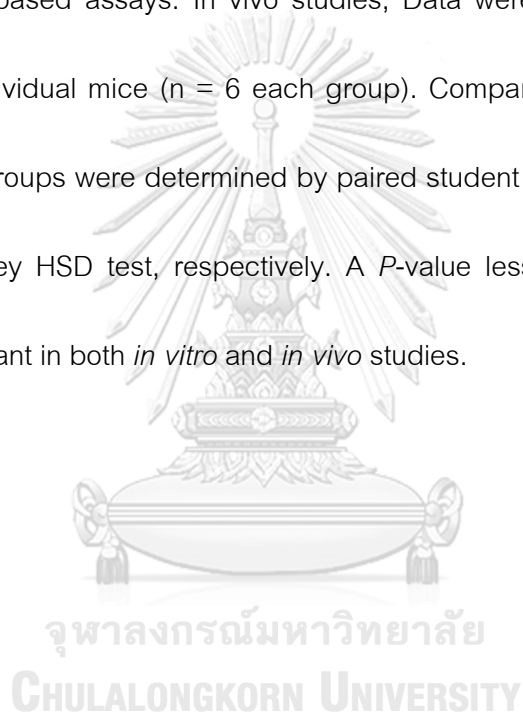 based assays. In vivo studies, Data were
ividual mice (n = 6 each group). Compar
roups were determined by paired student
ey HSD test, respectively. A P-value less
ant in both in vitro and in vivo studies.
จุฬาลงกรณ์มหาวิทยาลัย
CHULALONGKORN UNIVERSITY